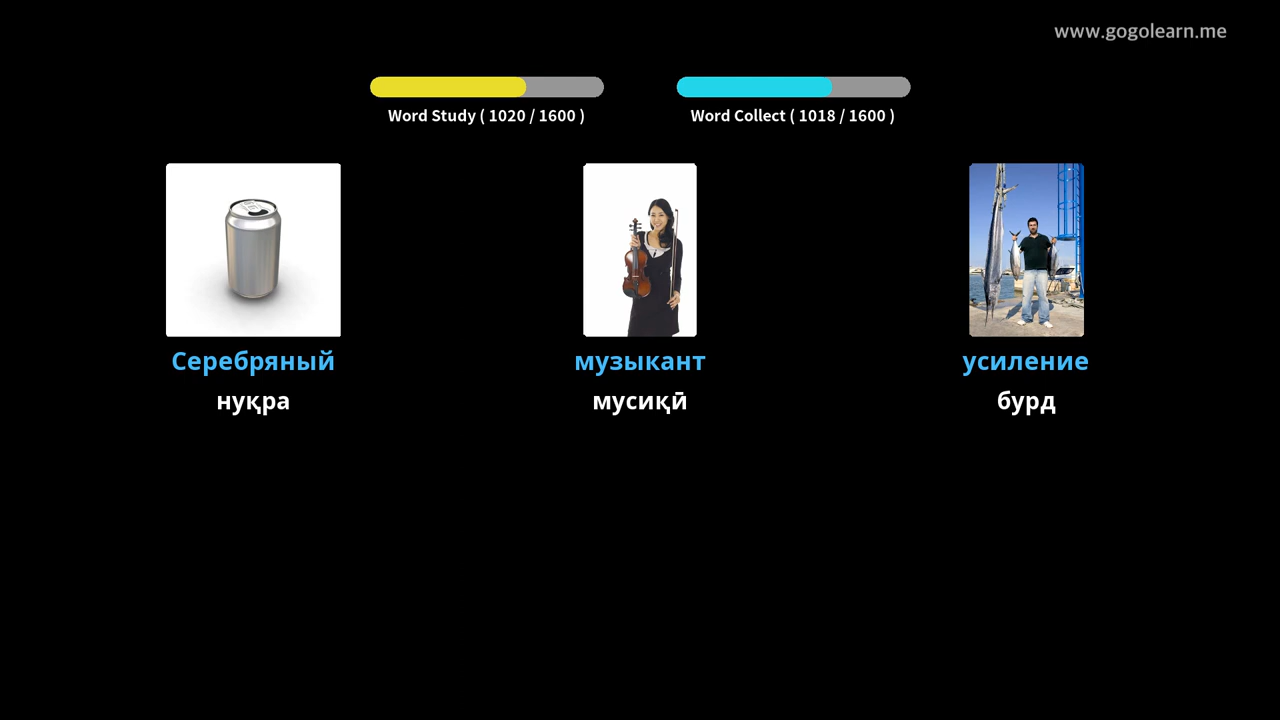 www.gogolearn.me
Word Study ( 1020 / 1600 )
Word Collect ( 1018 / 1600 )
Серебряный
музыкант
усиление
нуқра
мусиқӣ
бурд